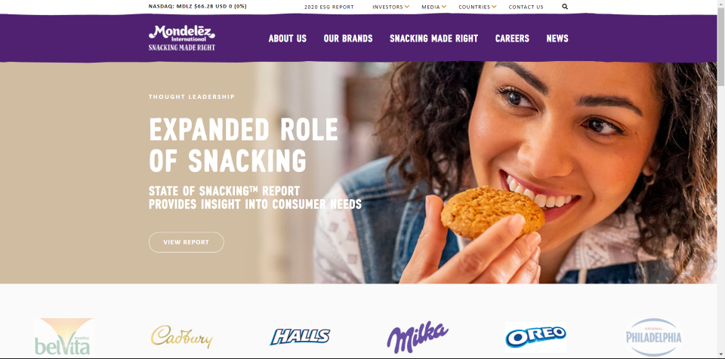 NASDAQ: MDLZ $66.28 USD 0 (0%)
2020 ESG REPORT INVESTORS MEDIA COUNTRIES CONTACT US
Mondelēz
International
SNACKING MADE RIGHT
ABOUT US OUR BRANDS SNACKING MADE RIGHT CAREERS NEWS
THOUGHT LEADERSHIP
EXPANDED ROLE
OF SNACKING
STATE OF SNACKING™ REPORT
PROVIDES INSIGHT INTO CONSUMER NEEDS
VIEW REPORT
belVita
Cadbury
HALLS
Milka
OREO
ORIGINAL
PHILADELPHIA